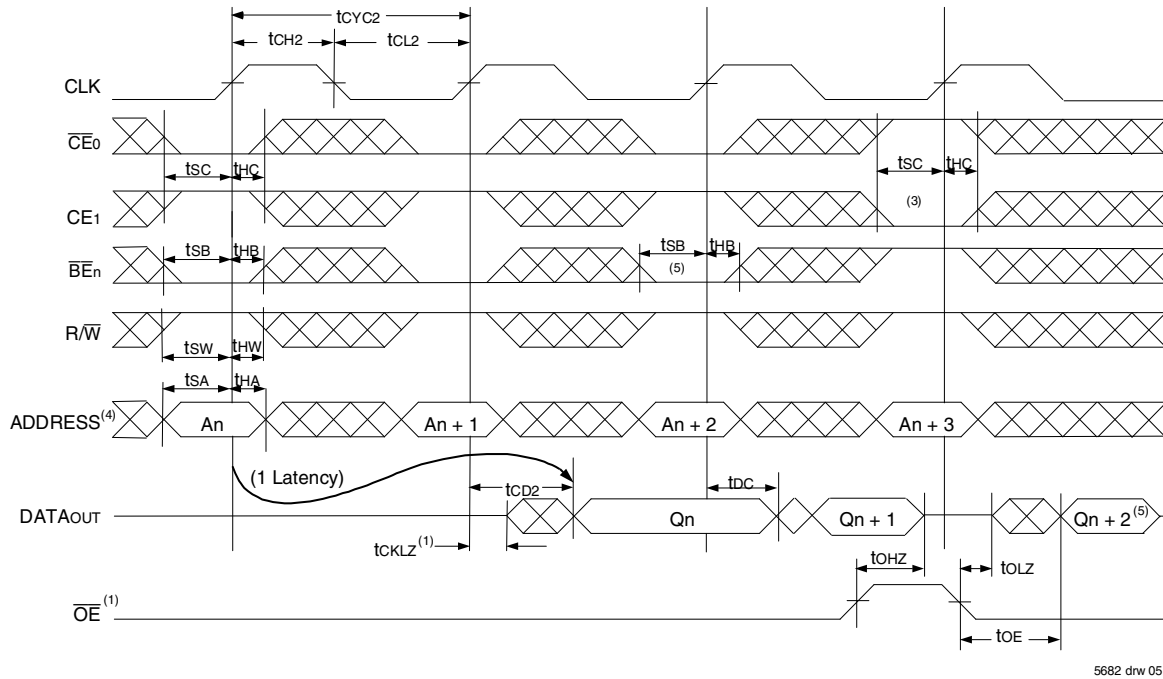 tCYC2
tCH2 tCL2
CLK
CE0
tSC tHC tSC tHC
CE1 (3)
tSB tHB tSB tHB
BEn (5)
R/W
tSW tHW
tSA tHA
ADDRESS(4) An An + 1 An + 2 An + 3
(1 Latency) tCD2 tDC
DATAOUT Qn Qn + 1 Qn + 2(5)
tCKLZ(1) tOHZ tOLZ
OE(1)
tOE
5682 drw 05